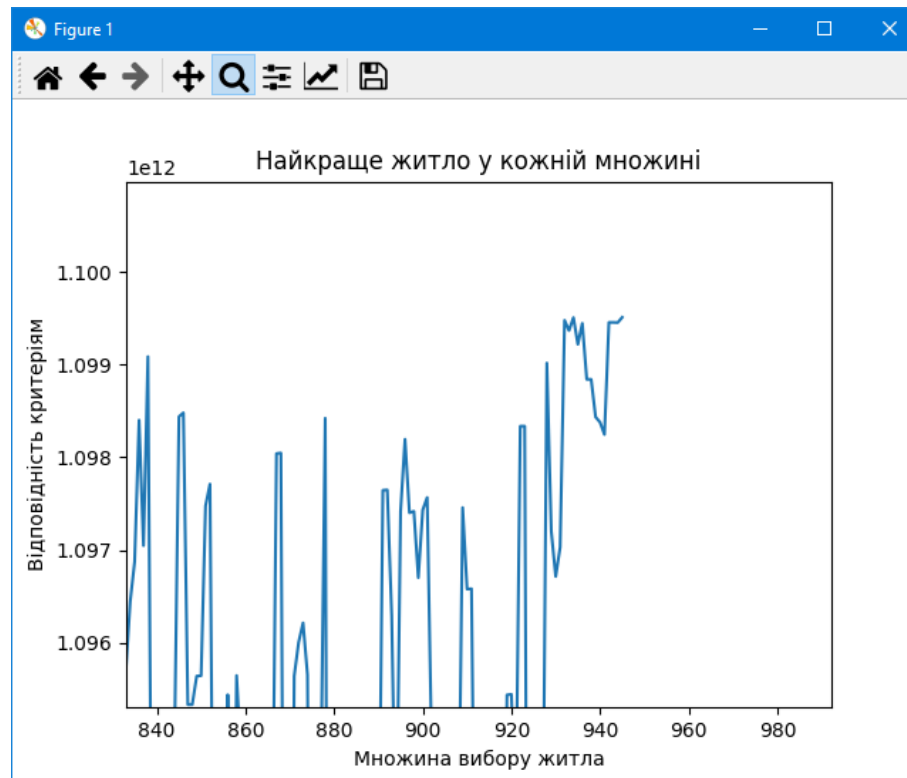 Figure 1
1e12
Найкраще житло у кожній множині
1.100
1.099
1.098
1.097
1.096
Відповідність критеріям
840 860 880 900 920 940 960 980
Множина вибору житла